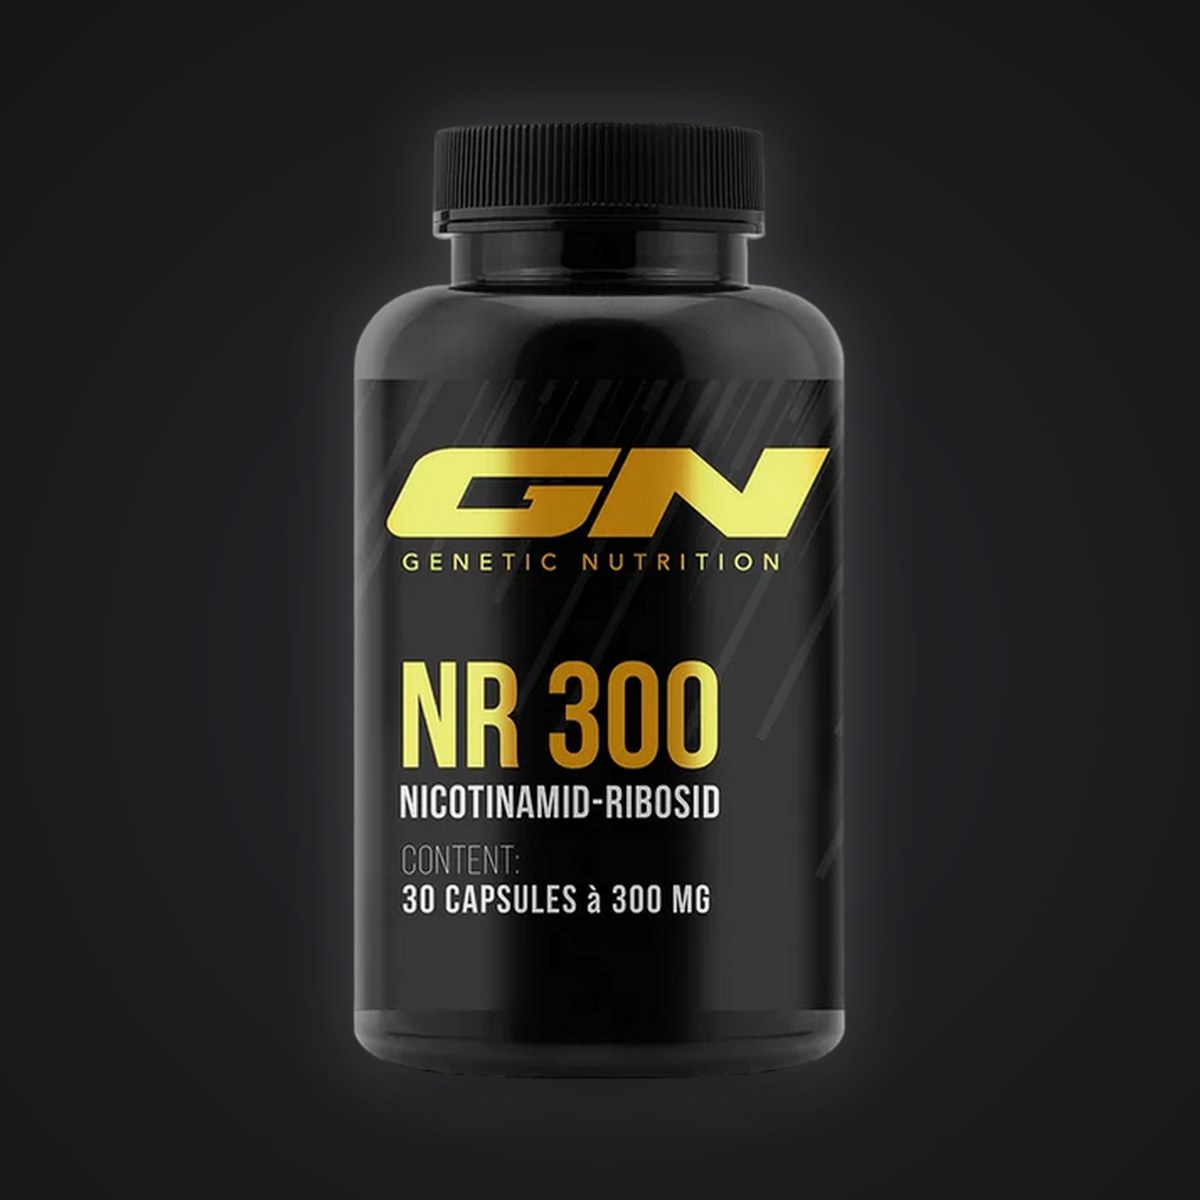 GN
GENETIC NUTRITION
NR 300
NICOTINAMID-RIBOSID
CONTENT:
30 CAPSULES à 300 MG